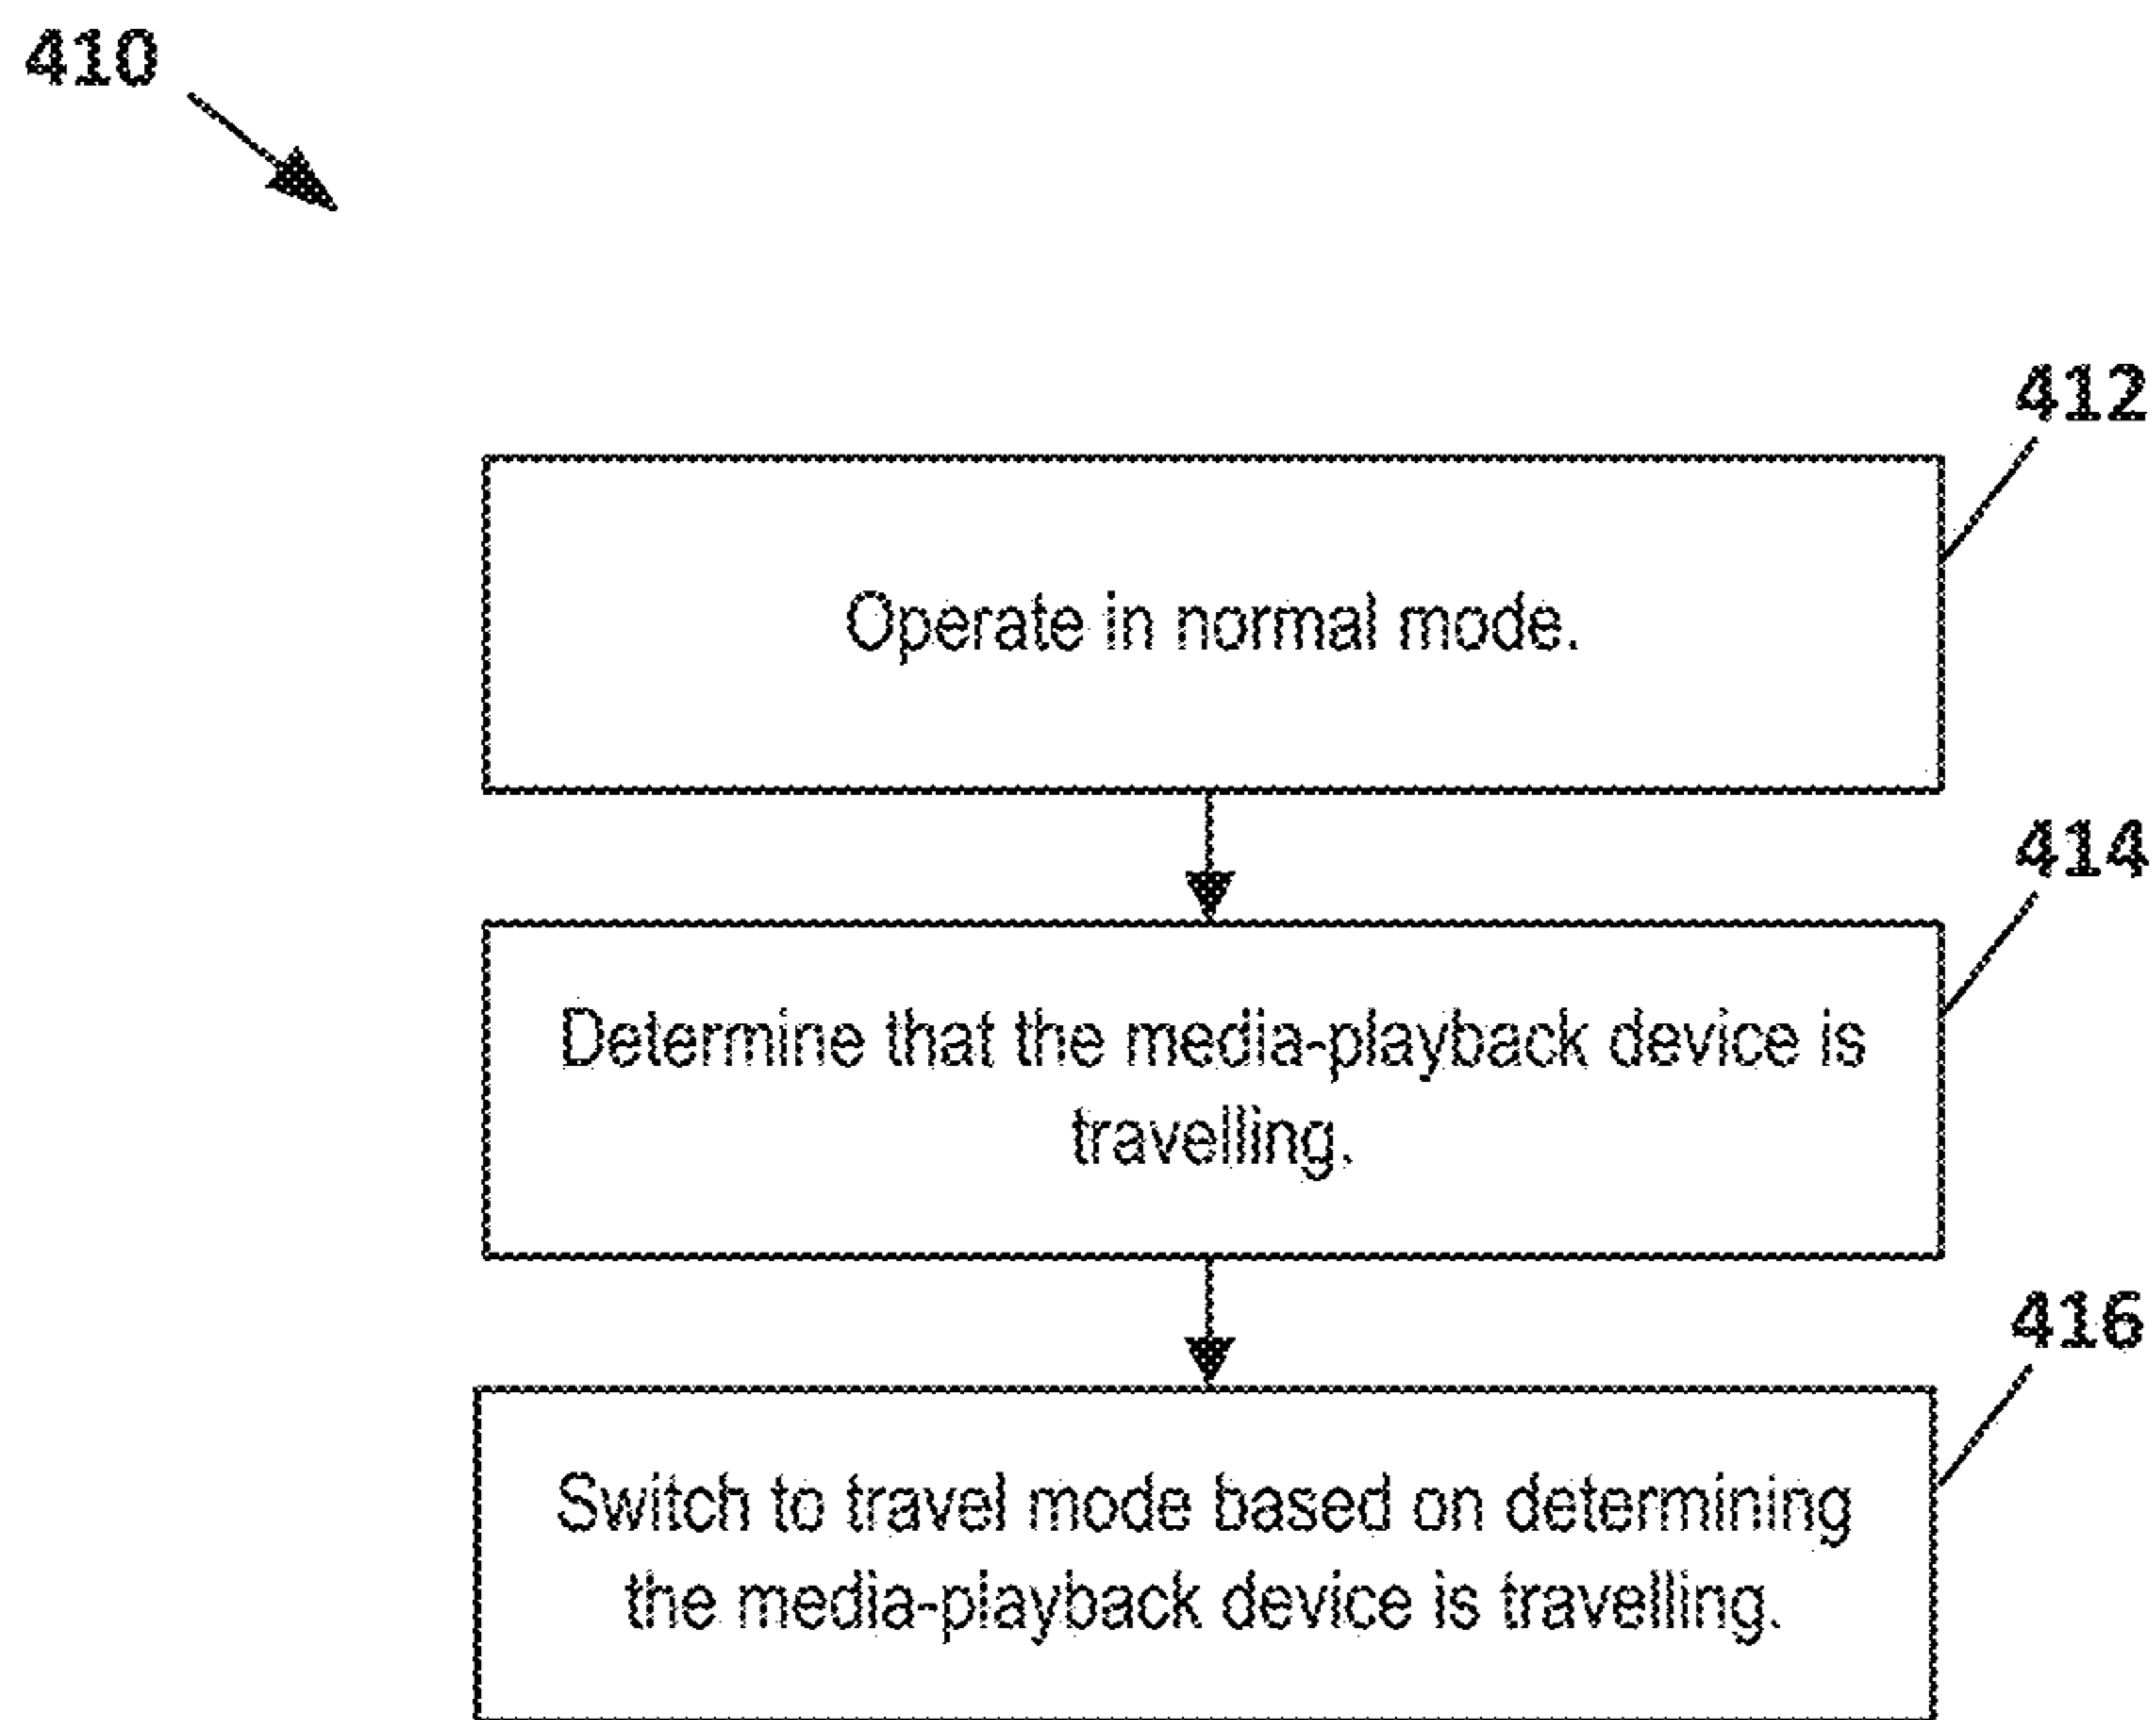 410
412
Operate in normal mode.
414
Determine that the media-playback device is
travelling.
416
Switch to travel mode based on determining
the media-playback device is travelling.